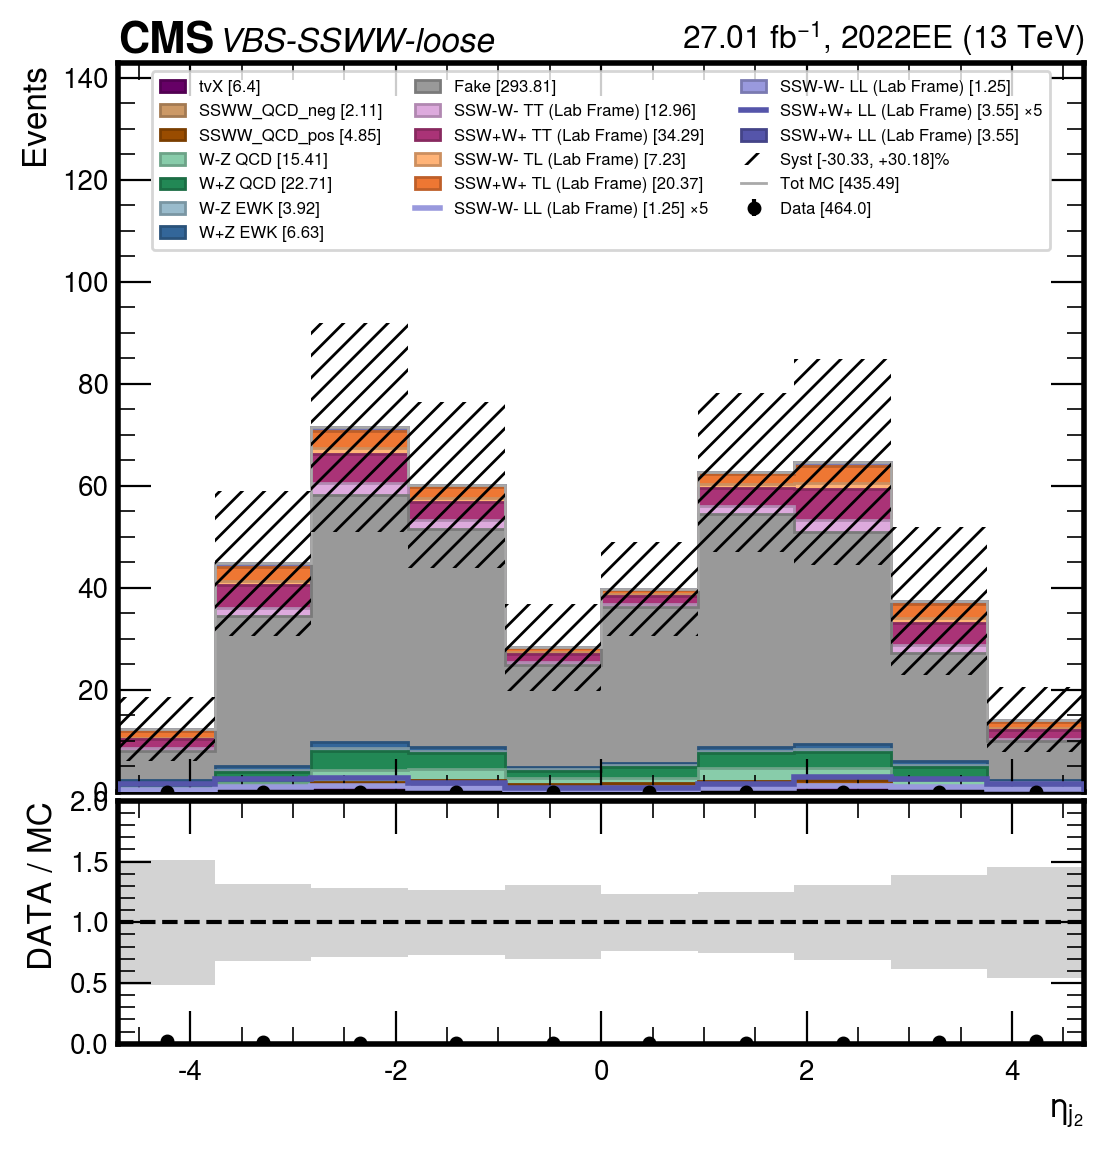 CMS VBS-SSWW-loose 27.01 fb⁻¹, 2022EE (13 TeV)
Events
140
120
100
80
60
40
20
0
tvX [6.4]
SSWW_QCD_neg [2.11]
SSWW_QCD_pos [4.85]
W-Z QCD [15.41]
W+Z QCD [22.71]
W-Z EWK [3.92]
W+Z EWK [6.63]
Fake [293.81]
SSW-W- TT (Lab Frame) [12.96]
SSW+W+ TT (Lab Frame) [34.29]
SSW-W- TL (Lab Frame) [7.23]
SSW+W+ TL (Lab Frame) [20.37]
SSW-W- LL (Lab Frame) [1.25] ×5
SSW-W- LL (Lab Frame) [1.25]
SSW+W+ LL (Lab Frame) [3.55] ×5
SSW+W+ LL (Lab Frame) [3.55]
Syst [-30.33, +30.18]%
Tot MC [435.49]
Data [464.0]
DATA / MC
2.0
1.5
1.0
0.5
0.0
-4 -2 0 2 4
η_{j_2}